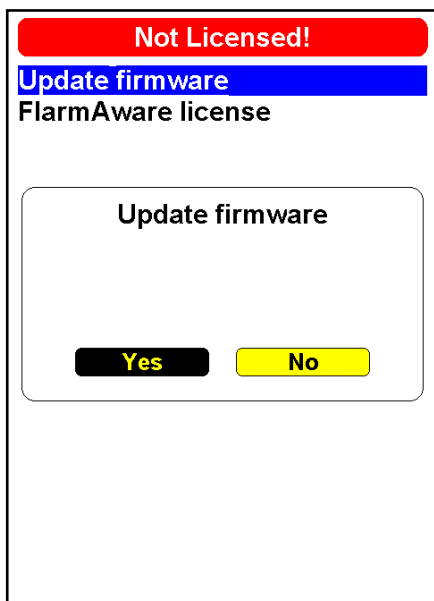 Not Licensed!
Update firmware
FlarmAware license
Update firmware
Yes No